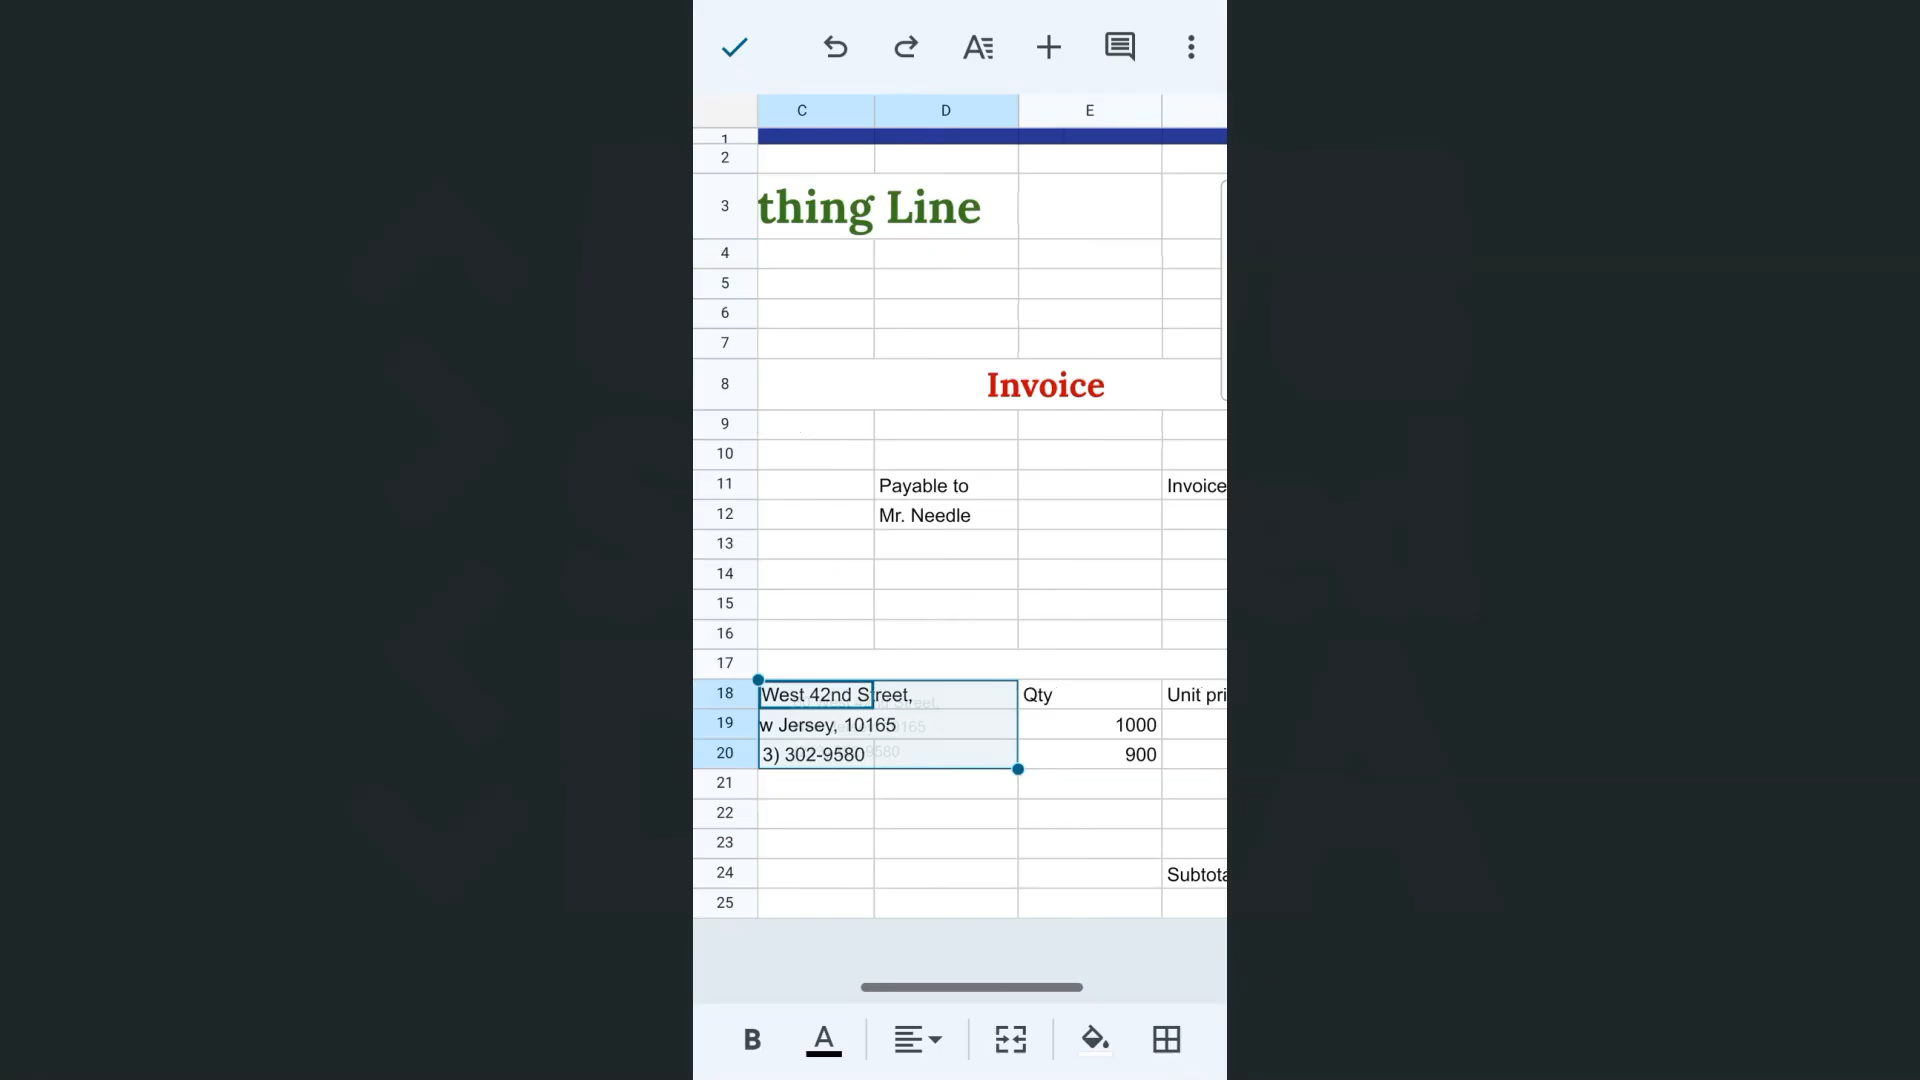 C D E
1
2
3 thing Line
4
5
6
7
8 Invoice
9
10
11 Payable to Invoice
12 Mr. Needle
13
14
15
16
17
18 West 42nd Street, Qty Unit pri
19 w Jersey, 10165 1000
20 3) 302-9580 900
21
22
23
24 Subtota
25
B A